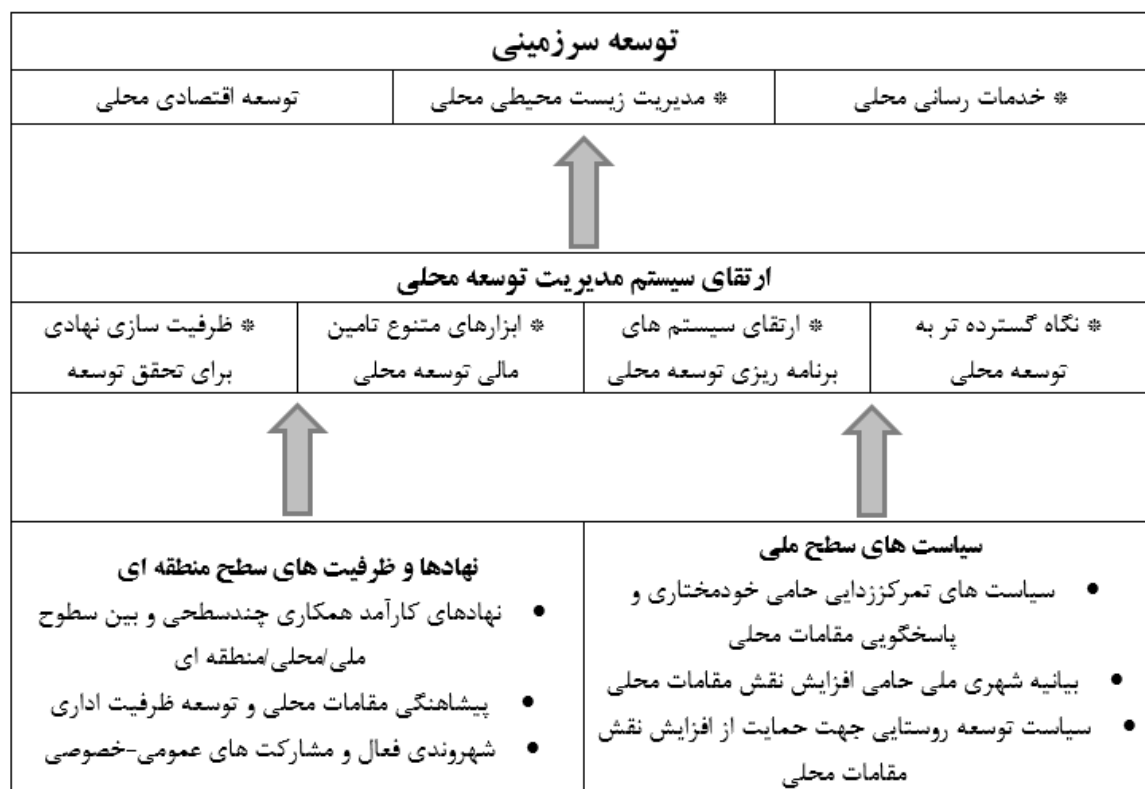 توسعه سرزمینی
* خدمات رسانی محلی
* مدیریت زیست محیطی محلی
توسعه اقتصادی محلی
ارتقای سیستم مدیریت توسعه محلی
* نگاه گسترده تر به
توسعه محلی
* ارتقای سیستم های
برنامه ریزی توسعه محلی
* ابزارهای متنوع تامین
مالی توسعه محلی
* ظرفیت سازی نهادی
برای تحقق توسعه
سیاست های سطح ملی
• سیاست های تمرکززدایی حامی خودمختاری و
پاسخگویی مقامات محلی
• بیانیه شهری ملی حامی افزایش نقش مقامات محلی
• سیاست توسعه روستایی جهت حمایت از افزایش نقش
مقامات محلی
نهادها و ظرفیت های سطح منطقه ای
• نهادهای کارآمد همکاری چندسطحی و بین سطوح
ملی/محلی/منطقه ای
• پیشاهنگی مقامات محلی و توسعه ظرفیت اداری
• شهروندی فعال و مشارکت های عمومی-خصوصی